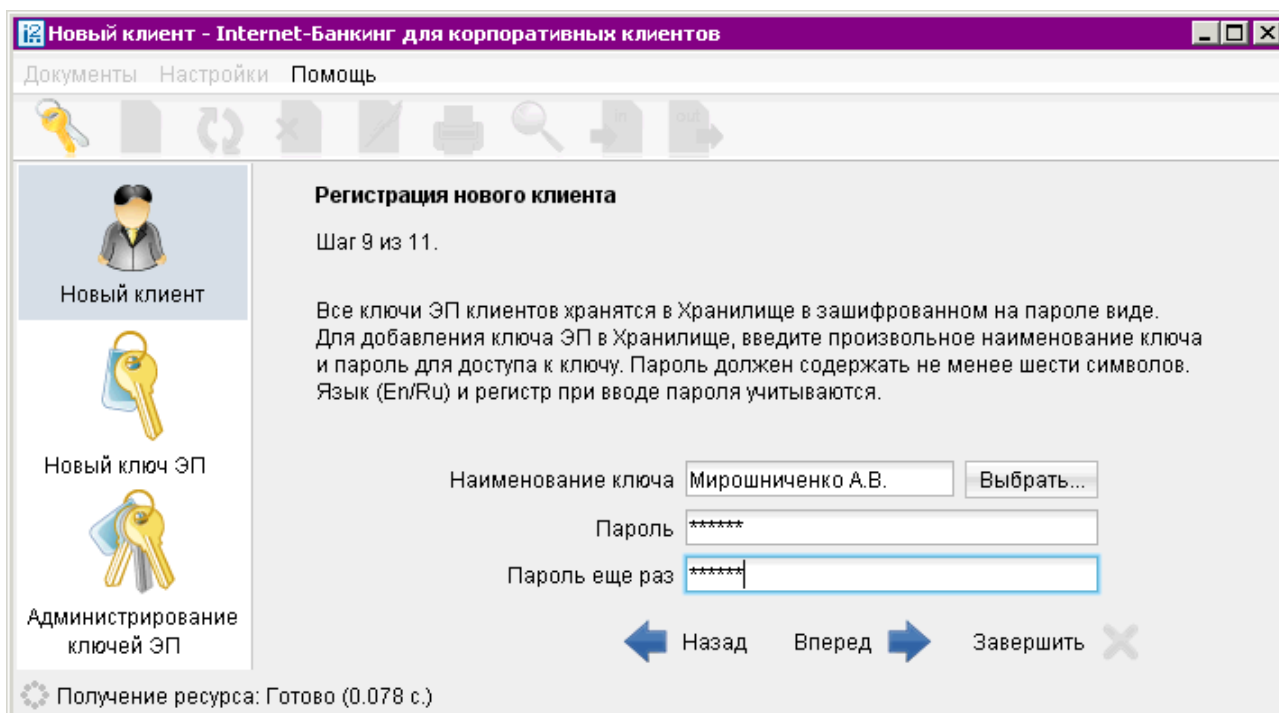 i2 Новый клиент - Internet-Банкинг для корпоративных клиентов
Документы Настройки Помощь
in out
Регистрация нового клиента
Шаг 9 из 11.
Новый клиент
Все ключи ЭП клиентов хранятся в Хранилище в зашифрованном на пароле виде.
Для добавления ключа ЭП в Хранилище, введите произвольное наименование ключа
и пароль для доступа к ключу. Пароль должен содержать не менее шести символов.
Язык (En/Ru) и регистр при вводе пароля учитываются.
Новый ключ ЭП
Наименование ключа Мирошниченко А.В. Выбрать...
Пароль ******
Пароль еще раз ******
Администрирование
ключей ЭП
Назад Вперед Завершить
Получение ресурса: Готово (0.078 с.)